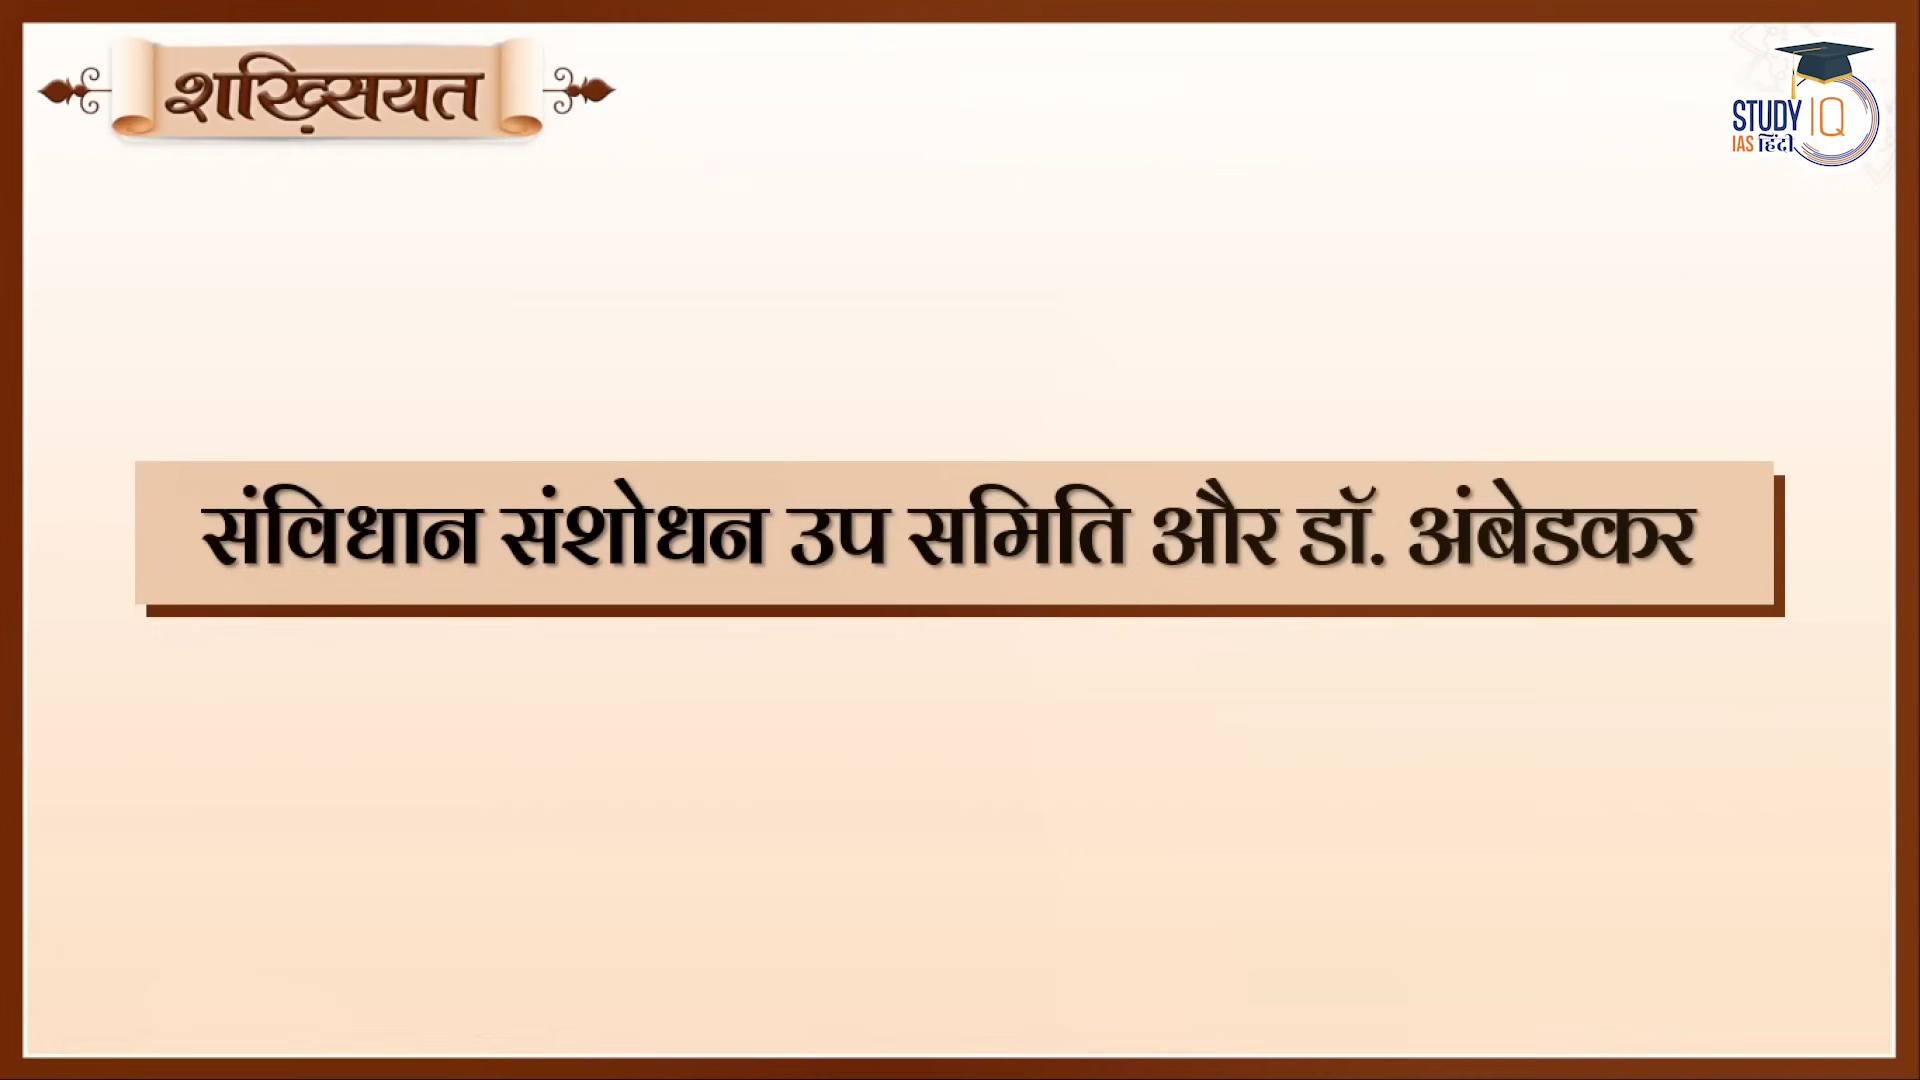 शख़्सियत
STUDY IQ
IAS हिंदी
संविधान संशोधन उप समिति और डॉ. अंबेडकर